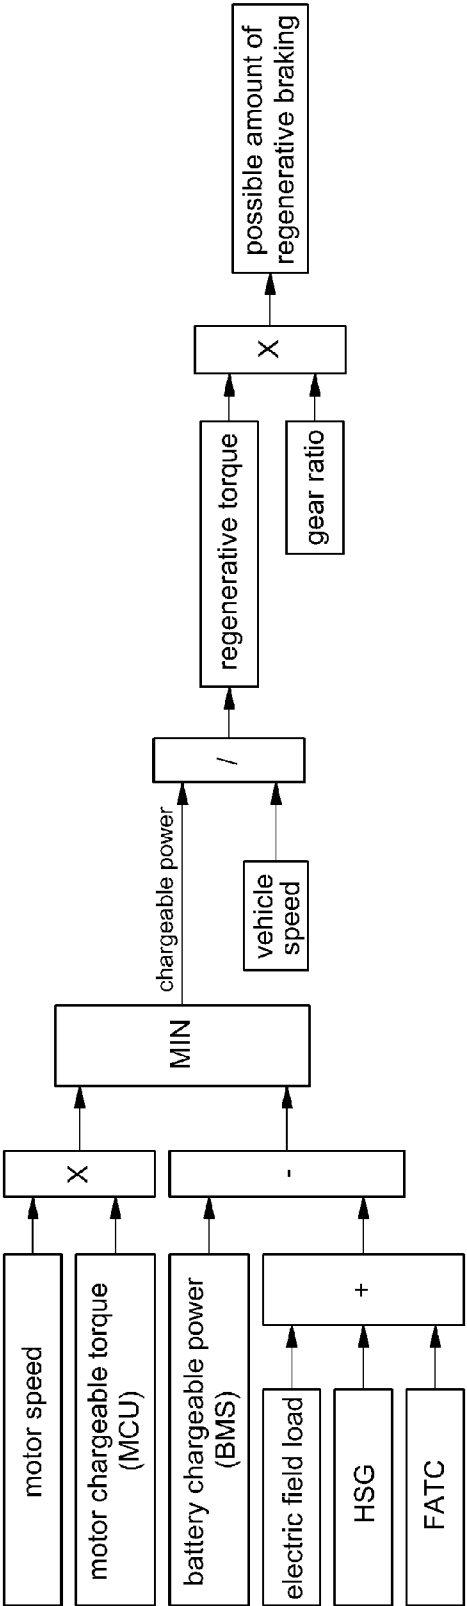 motor speed
motor chargeable torque
(MCU)
battery chargeable power
(BMS)
electric field load
HSG
FATC
X
-
+
MIN
chargeable power
vehicle
speed
/
regenerative torque
gear ratio
X
possible amount of
regenerative braking